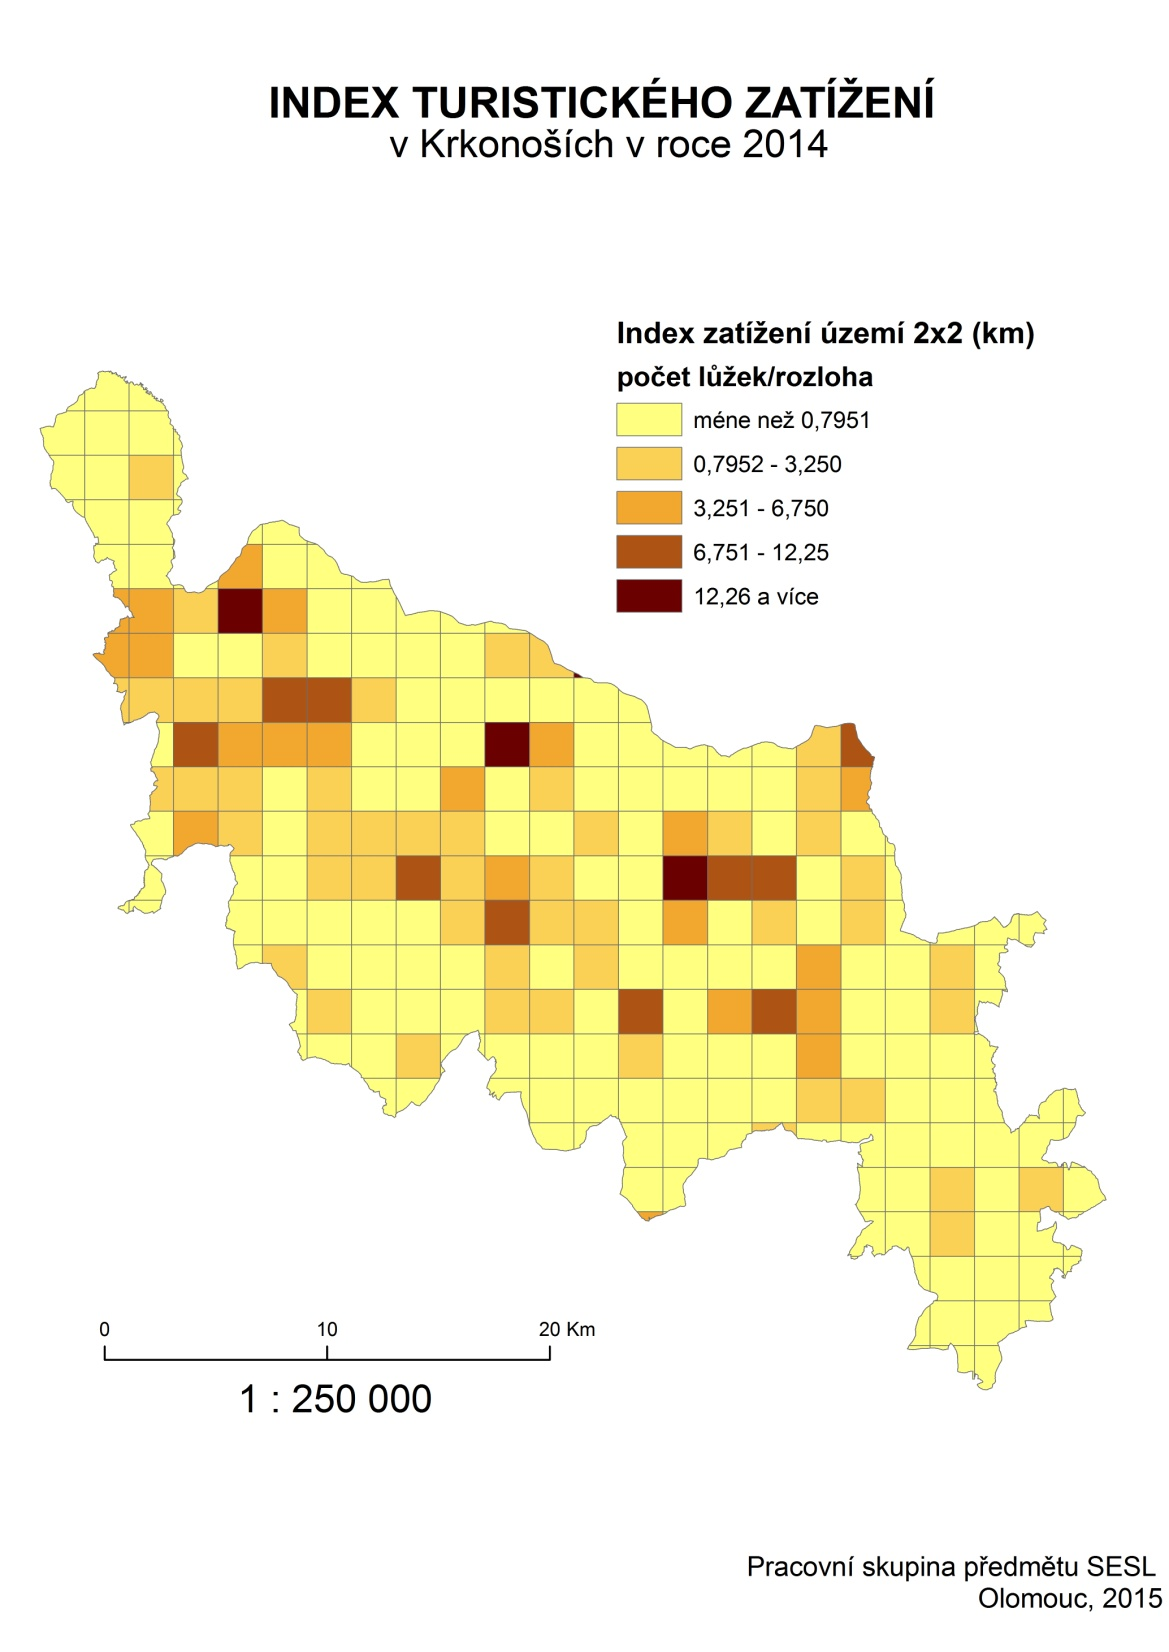 INDEX TURISTICKÉHO ZATÍŽENÍ
v Krkonoších v roce 2014
Index zatížení území 2x2 (km)
počet lůžek/rozloha
méne než 0,7951
0,7952 - 3,250
3,251 - 6,750
6,751 - 12,25
12,26 a více
0 10 20 Km
1 : 250 000
Pracovní skupina předmětu SESL
Olomouc, 2015